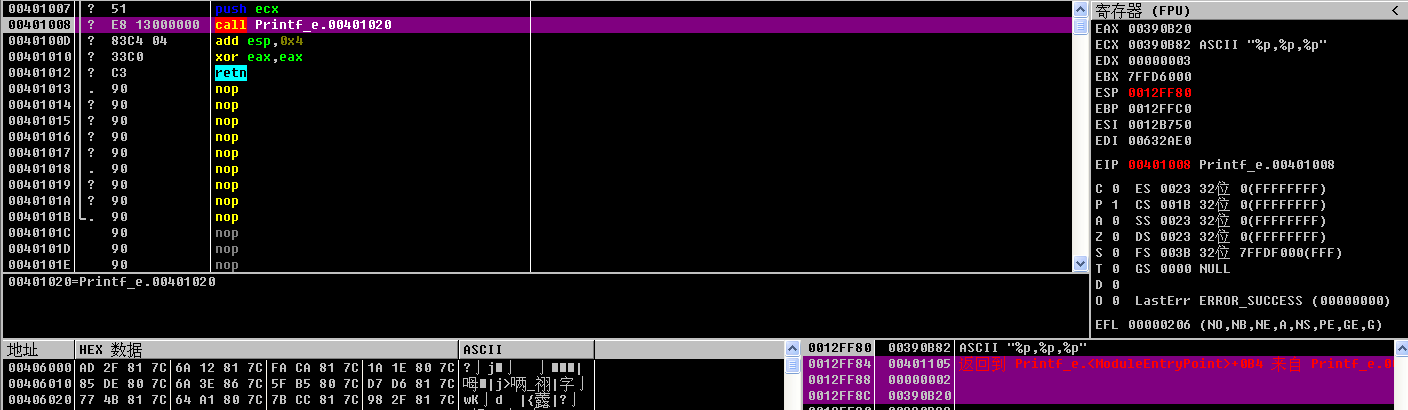 00401007 ? 51 push ecx
00401008 ? E8 13000000 call Printf_e.00401020
0040100D ? 83C4 04 add esp,0x4
00401010 ? 33C0 xor eax,eax
00401012 ? C3 retn
00401013 . 90 nop
00401014 ? 90 nop
00401015 ? 90 nop
00401016 ? 90 nop
00401017 ? 90 nop
00401018 . 90 nop
00401019 ? 90 nop
0040101A ? 90 nop
0040101B . 90 nop
0040101C 90 nop
0040101D 90 nop
0040101E 90 nop
00401020=Printf_e.00401020
寄存器 (FPU) <
EAX 00390B20
ECX 00390B82 ASCII "%p,%p,%p"
EDX 00000003
EBX 7FFD6000
ESP 0012FF80
EBP 0012FFC0
ESI 0012B750
EDI 00632AE0
EIP 00401008 Printf_e.00401008
C 0 ES 0023 32位 0(FFFFFFFF)
P 1 CS 001B 32位 0(FFFFFFFF)
A 0 SS 0023 32位 0(FFFFFFFF)
Z 0 DS 0023 32位 0(FFFFFFFF)
S 0 FS 003B 32位 7FFDF000(FFF)
T 0 GS 0000 NULL
D 0
O 0 LastErr ERROR_SUCCESS (00000000)
EFL 00000206 (NO,NB,NE,A,NS,PE,GE,G)
地址 HEX 数据 ASCII
00406000 AD 2F 81 7C 6A 12 81 7C FA CA 81 7C 1A 1E 80 7C
00406010 85 DE 80 7C 6A 3E 86 7C 5F B5 80 7C D7 D6 81 7C
00406020 77 4B 81 7C 64 A1 80 7C 7B CC 81 7C 98 2F 81 7C
0012FF80 00390B82 ASCII "%p,%p,%p"
0012FF84 00401105 返回到 Printf_e.<ModuleEntryPoint>+0B4 来自 Printf_e.0
0012FF88 00000002
0012FF8C 00390B20